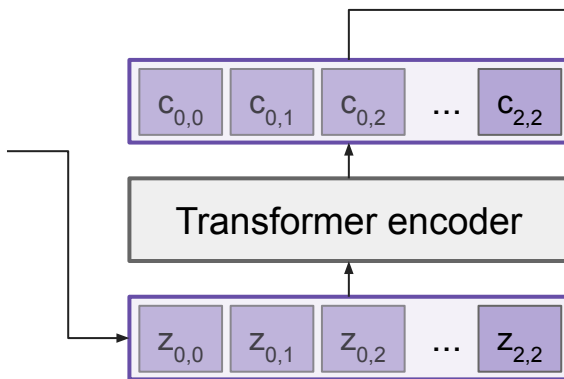 c0,0 c0,1 c0,2 ... c2,2
Transformer encoder
z0,0 z0,1 z0,2 ... z2,2